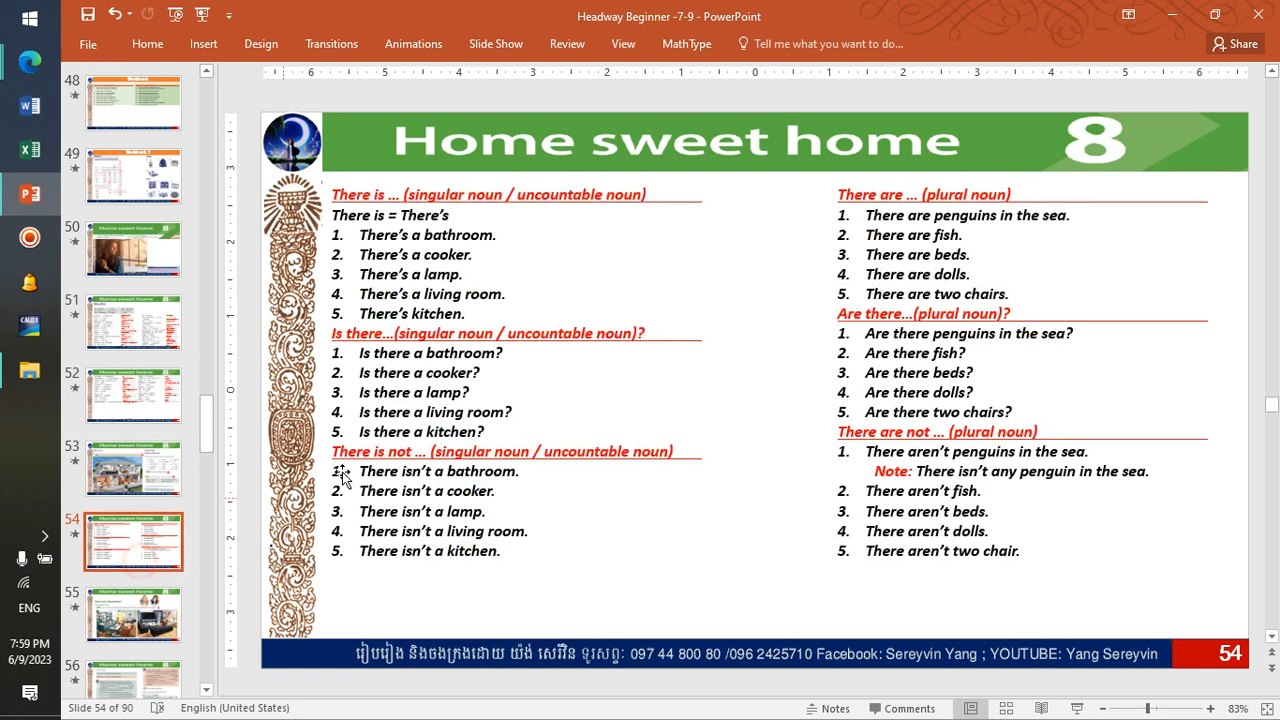 Headway Beginner -7-9 - PowerPoint
File Home Insert Design Transitions Animations Slide Show Review View MathType Tell me what you want to do... Share
48
49
50
51
52
53
54
55
56
6 5 4 1 2 4 5 6
Home sweet home 8
There is ... (singular noun / uncountable noun)
There is = There's
1. There's a bathroom.
2. There's a cooker.
3. There's a lamp.
4. There's a living room.
5. There's kitchen.
Is there...(singular noun / uncountable noun)?
1. Is there a bathroom?
2. Is there a cooker?
3. Is there a lamp?
4. Is there a living room?
5. Is there a kitchen?
There is not ... (singular noun / uncountable noun)
There isn't a bathroom.
There isn't a cooker.
3. There isn't a lamp.
4. There isn't a living room.
5. There isn't a kitchen.
There are ... (plural noun)
1. There are penguins in the sea.
2. There are fish.
3. There are beds.
4. There are dolls.
5. There are two chairs.
Are there...(plural noun)?
1. Are there penguins in the sea?
2. Are there fish?
3. Are there beds?
4. Are there dolls?
5. Are there two chairs?
There are not ... (plural noun)
1. There aren't penguins in the sea.
Note: There isn't any penguin in the sea.
2. There aren't fish.
3. There aren't beds.
4. There aren't dolls.
5. There aren't two chair.
រៀបរៀង និងចងក្រងដោយ យ៉ង់ សេរីវិន ទូរសព្ទ: 097 44 800 80 /096 2425710 Facebook: Sereyvin Yang ; YOUTUBE: Yang Sereyvin 54
ENG
7:59 PM
6/27/2023
Slide 54 of 90 English (United States) Notes Comments 83%